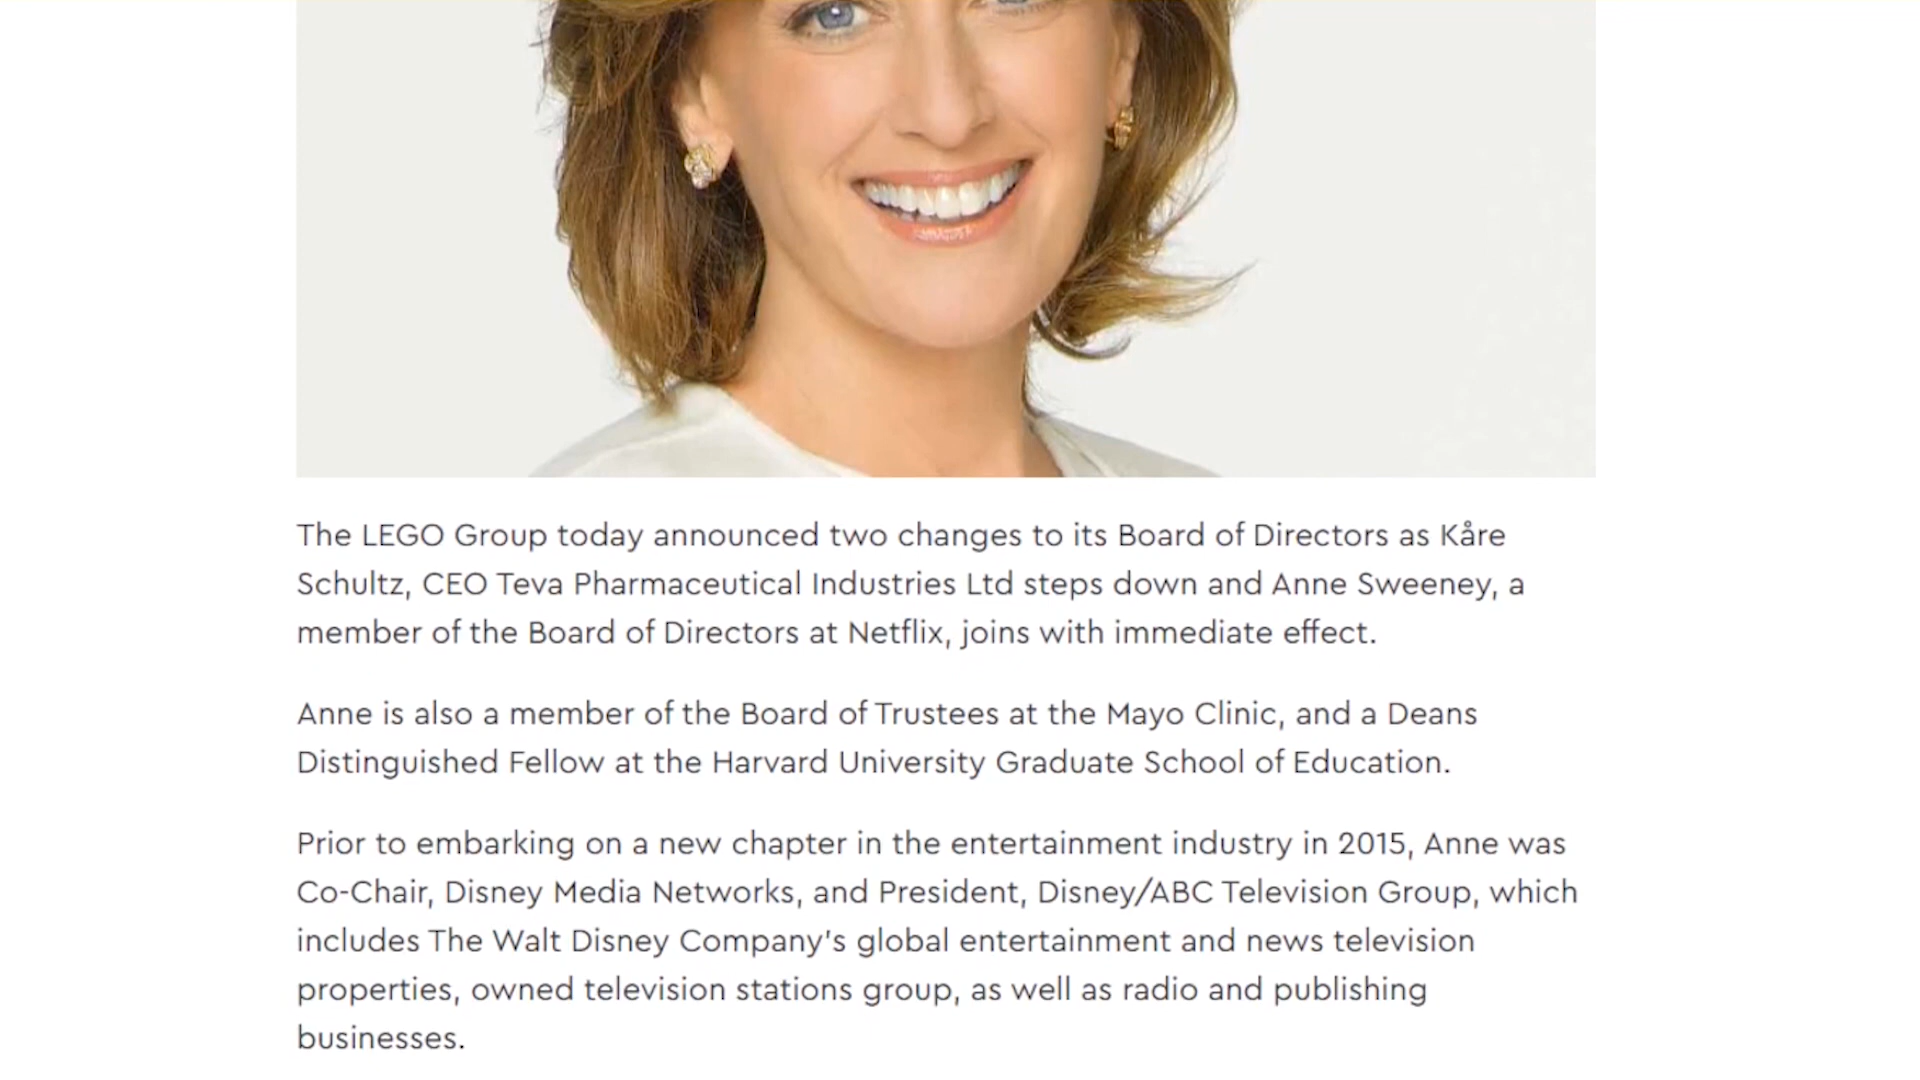 The LEGO Group today announced two changes to its Board of Directors as Kåre
Schultz, CEO Teva Pharmaceutical Industries Ltd steps down and Anne Sweeney, a
member of the Board of Directors at Netflix, joins with immediate effect.
Anne is also a member of the Board of Trustees at the Mayo Clinic, and a Deans
Distinguished Fellow at the Harvard University Graduate School of Education.
Prior to embarking on a new chapter in the entertainment industry in 2015, Anne was
Co-Chair, Disney Media Networks, and President, Disney/ABC Television Group, which
includes The Walt Disney Company's global entertainment and news television
properties, owned television stations group, as well as radio and publishing
businesses.